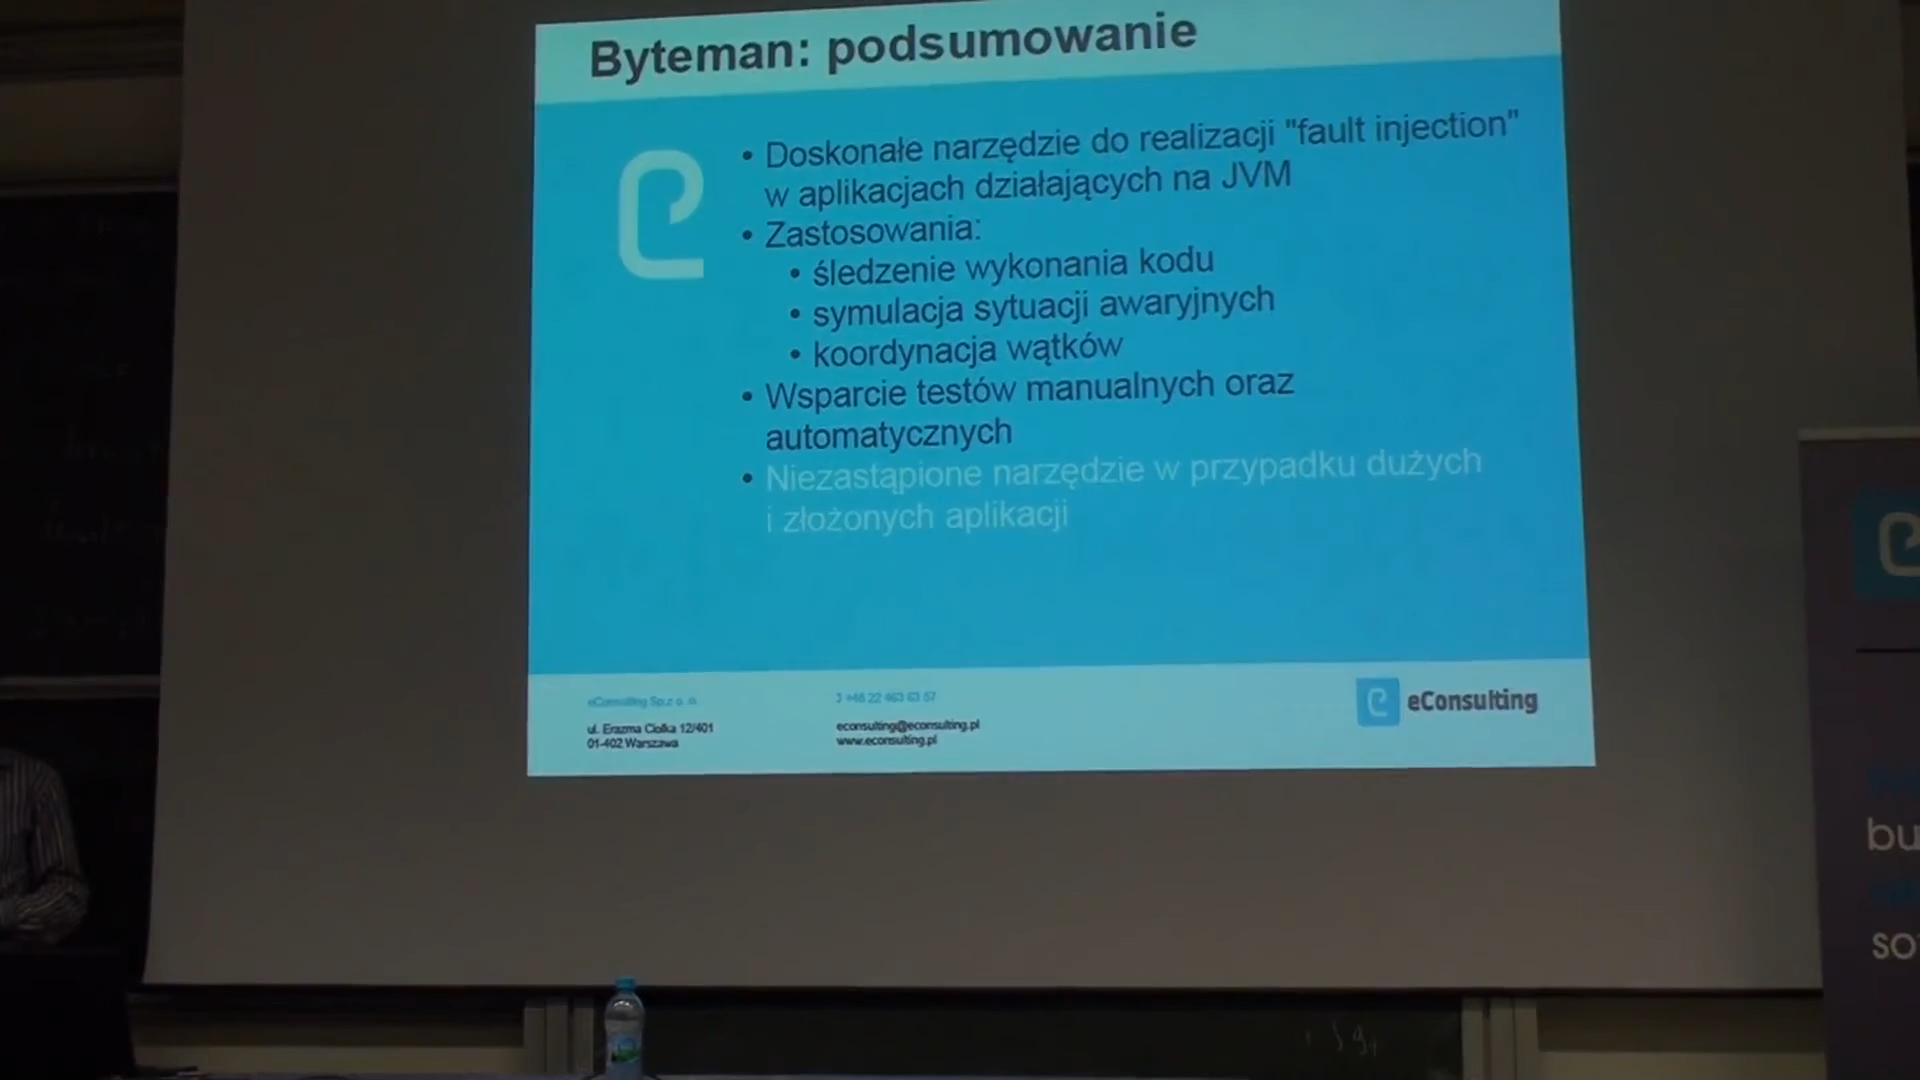 Byteman: podsumowanie
• Doskonałe narzędzie do realizacji "fault injection"
w aplikacjach działających na JVM
• Zastosowania:
• śledzenie wykonania kodu
• symulacja sytuacji awaryjnych
• koordynacja wątków
• Wsparcie testów manualnych oraz
automatycznych
• Niezastąpione narzędzie w przypadku dużych
i złożonych aplikacji
eConsulting Sp.z o. o.
ul. Erazma Ciołka 12/401
01-402 Warszawa
+48 22 463 63 57
econsulting@econsulting.pl
www.econsulting.pl
eConsulting
bu
so